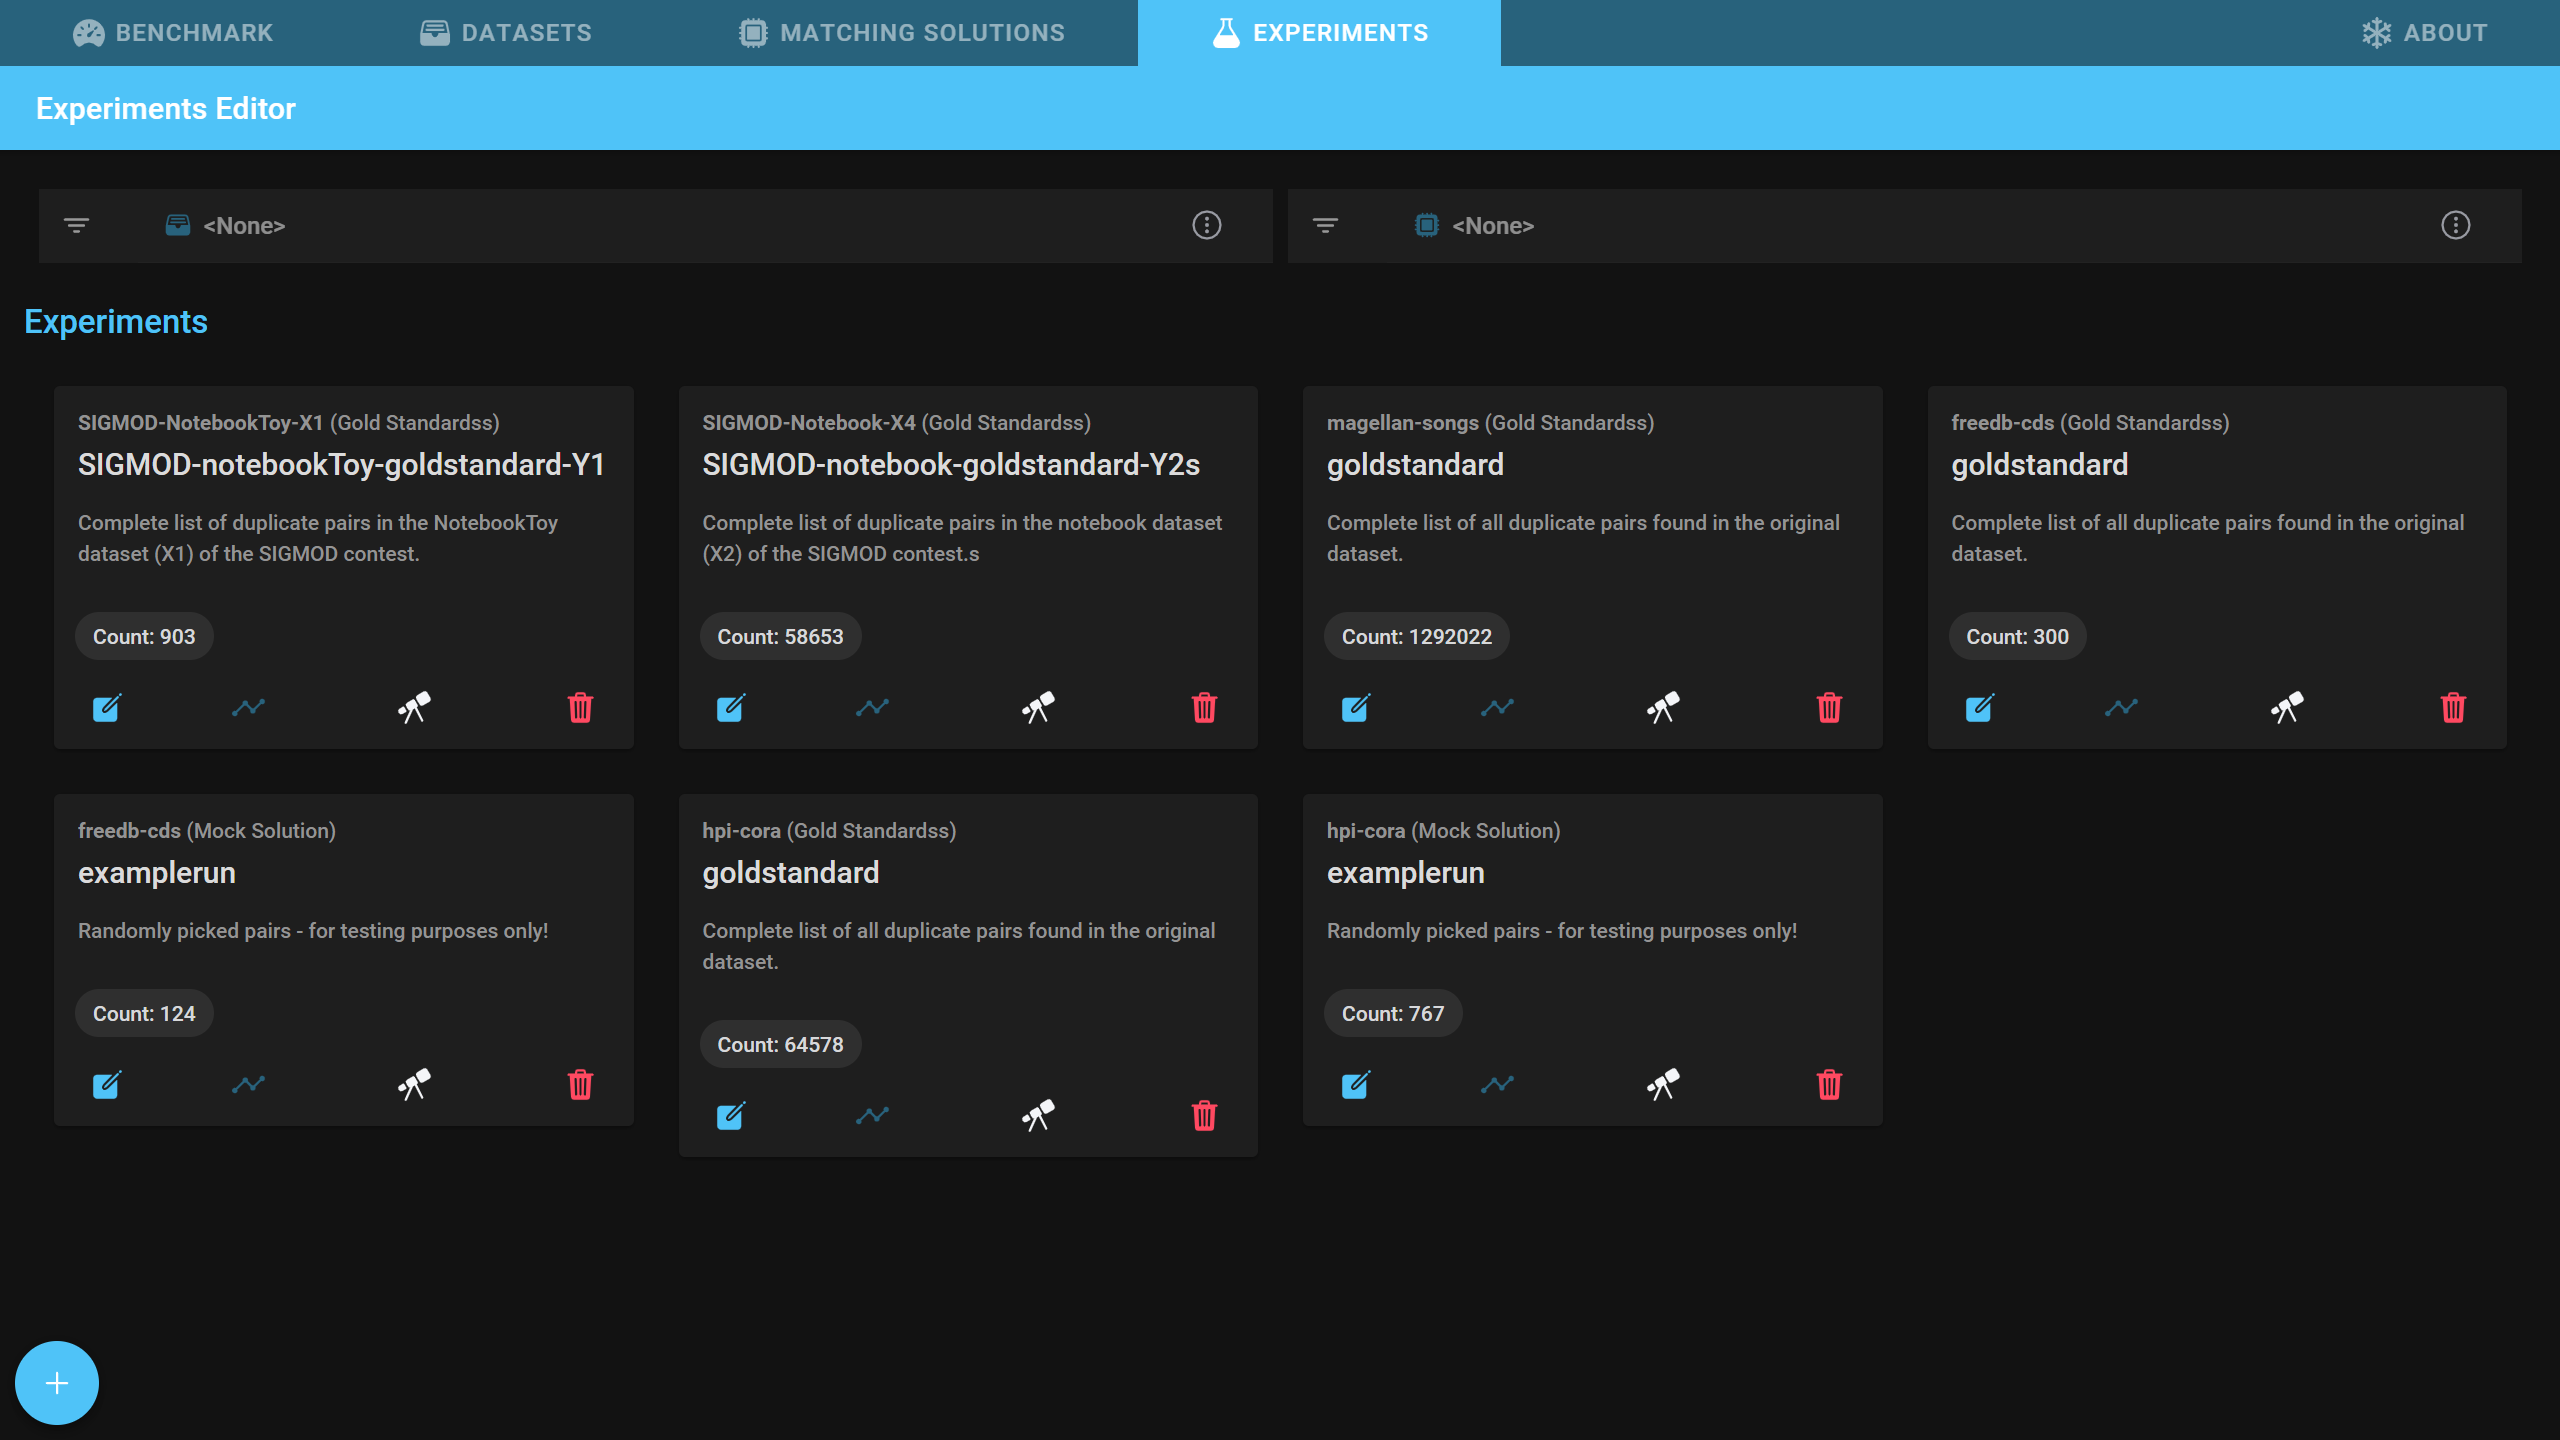 BENCHMARK
DATASETS
MATCHING SOLUTIONS
EXPERIMENTS
ABOUT
Experiments Editor
<None>
<None>
Experiments
SIGMOD-NotebookToy-X1 (Gold Standardss)
SIGMOD-notebookToy-goldstandard-Y1
Complete list of duplicate pairs in the NotebookToy
dataset (X1) of the SIGMOD contest.
Count: 903
SIGMOD-Notebook-X4 (Gold Standardss)
SIGMOD-notebook-goldstandard-Y2s
Complete list of duplicate pairs in the notebook dataset
(X2) of the SIGMOD contest.s
Count: 58653
magellan-songs (Gold Standardss)
goldstandard
Complete list of all duplicate pairs found in the original
dataset.
Count: 1292022
freedb-cds (Gold Standardss)
goldstandard
Complete list of all duplicate pairs found in the original
dataset.
Count: 300
freedb-cds (Mock Solution)
examplerun
Randomly picked pairs - for testing purposes only!
Count: 124
hpi-cora (Gold Standardss)
goldstandard
Complete list of all duplicate pairs found in the original
dataset.
Count: 64578
hpi-cora (Mock Solution)
examplerun
Randomly picked pairs - for testing purposes only!
Count: 767